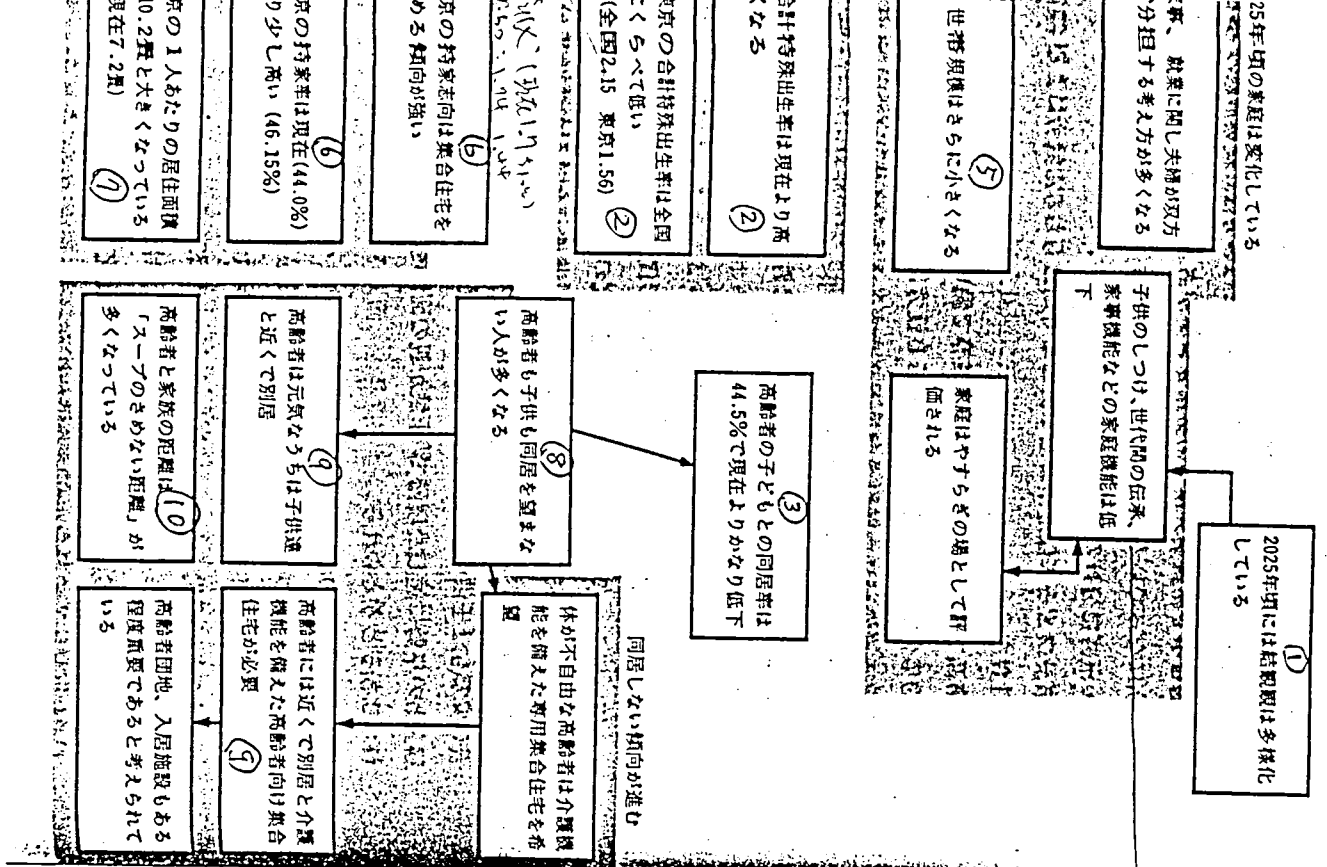 25年頃の家庭は変化している
事、就業に関し夫婦が双方
分担する考え方が多くなる
世帯規模はさらに小さくなる
⑤
合計特殊出生率は現在より高
くなる
②
京の合計特殊出生率は全国
にくらべて低い
(全国2.15 東京1.56)
②
京の持家志向は集合住宅を
める傾向が強い
⑥
京の持家率は現在(44.0%)
り少し高い (46.15%)
⑥
京の1人あたりの居住面積
10.2畳と大きくなっている
現在7.2畳)
⑦
①
2025年頃には結婚観は多様化
している
子供のしつけ、世代間の伝承、
家事機能などの家庭機能は低
下
家庭はやすらぎの場として評
価される
③
高齢者の子どもとの同居率は
44.5%で現在よりかなり低下
⑧
高齢者も子供も同居を望まな
い人が多くなる
⑨
高齢者は元気なうちは子供達
と近くで別居
⑩
高齢者と家族の距離は
「スープのさめない距離」が
多くなっている
同居しない傾向が進む
体が不自由な高齢者は介護機
能を備えた専用集合住宅を希
望
高齢者には近くで別居と介護
機能を備えた高齢者向け集合
住宅が必要
⑨
高齢者団地、入居施設もある
程度重要であると考えられて
いる